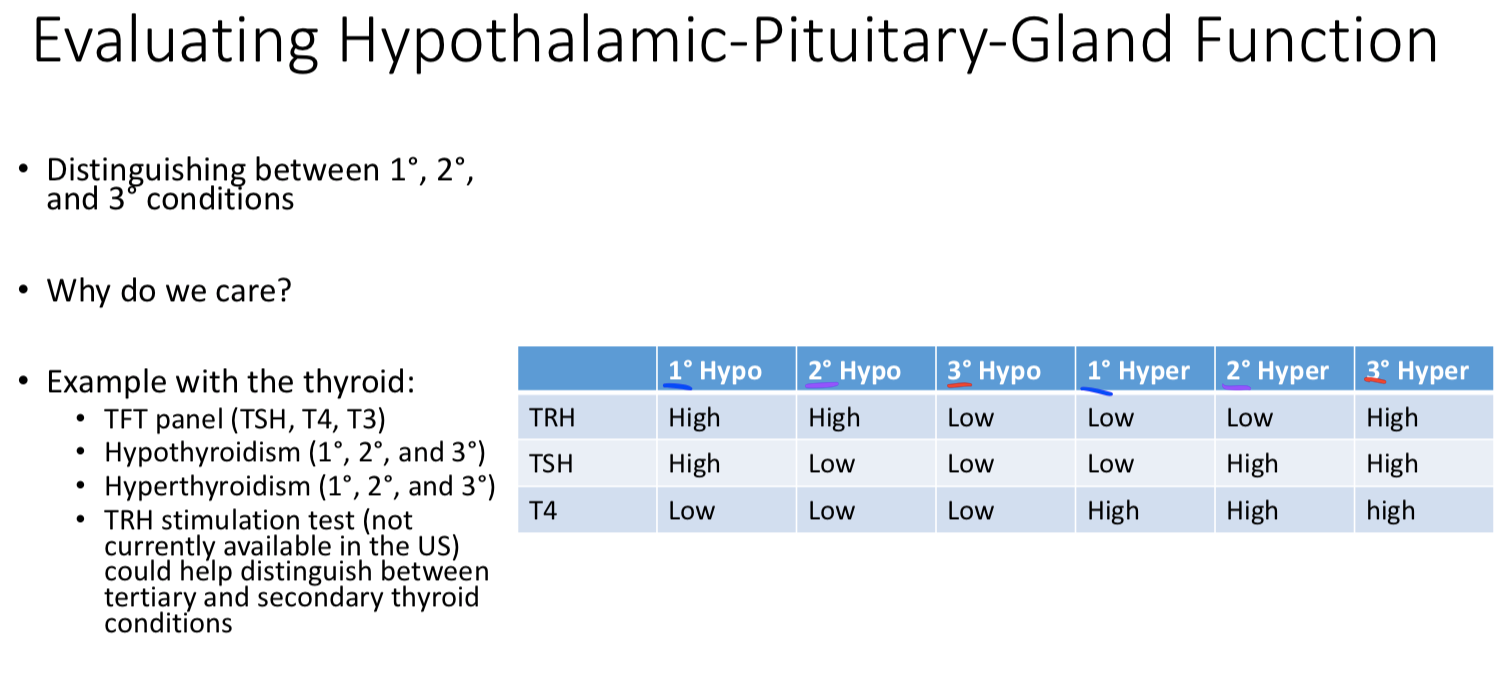 Evaluating Hypothalamic-Pituitary-Gland Function
• Distinguishing between 1°, 2°,
and 3° conditions
• Why do we care?
• Example with the thyroid:
• TFT panel (TSH, T4, T3)
• Hypothyroidism (1°, 2°, and 3°)
• Hyperthyroidism (1°, 2°, and 3°)
• TRH stimulation test (not
currently available in the US)
could help distinguish between
tertiary and secondary thyroid
conditions
1° Hypo 2° Hypo 3° Hypo 1° Hyper 2° Hyper 3° Hyper
TRH High High Low Low Low High
TSH High Low Low Low High High
T4 Low Low Low High High high